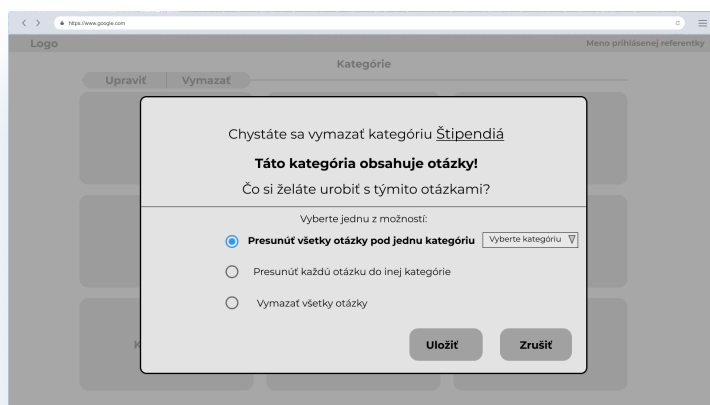 https://www.google.com
Logo
Meno prihlásenej referentky
Kategórie
Upraviť
Vymazať
Chystáte sa vymazať kategóriu Štipendiá
Táto kategória obsahuje otázky!
Čo si želáte urobiť s týmito otázkami?
Vyberte jednu z možností:
Presunúť všetky otázky pod jednu kategóriu
Vyberte kategóriu
Presunúť každú otázku do inej kategórie
Vymazať všetky otázky
Uložiť
Zrušiť